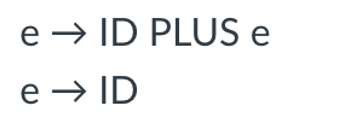 e → ID PLUS e
e → ID